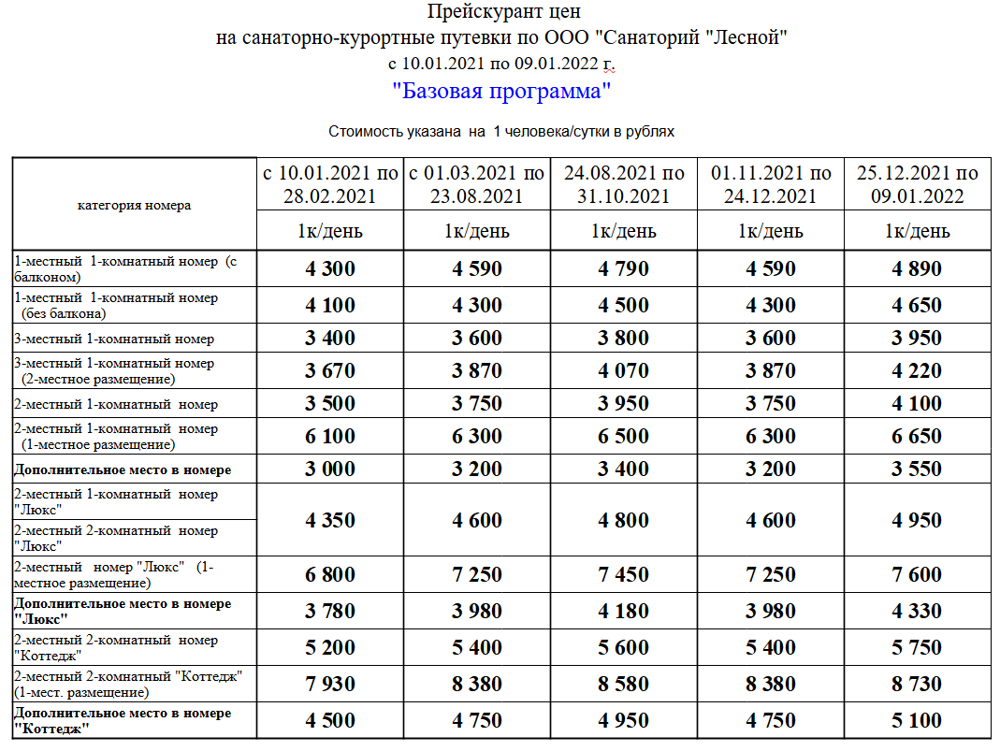 Прейскурант цен
на санаторно-курортные путевки по ООО "Санаторий "Лесной"
с 10.01.2021 по 09.01.2022 г.
"Базовая программа"
Стоимость указана на 1 человека/сутки в рублях
категория номера
с 10.01.2021 по 28.02.2021
с 01.03.2021 по 23.08.2021
24.08.2021 по 31.10.2021
01.11.2021 по 24.12.2021
25.12.2021 по 09.01.2022
1к/день 1к/день 1к/день 1к/день 1к/день
1-местный 1-комнатный номер (с балконом) 4 300 4 590 4 790 4 590 4 890
1-местный 1-комнатный номер (без балкона) 4 100 4 300 4 500 4 300 4 650
3-местный 1-комнатный номер 3 400 3 600 3 800 3 600 3 950
3-местный 1-комнатный номер (2-местное размещение) 3 670 3 870 4 070 3 870 4 220
2-местный 1-комнатный номер 3 500 3 750 3 950 3 750 4 100
2-местный 1-комнатный номер (1-местное размещение) 6 100 6 300 6 500 6 300 6 650
Дополнительное место в номере 3 000 3 200 3 400 3 200 3 550
2-местный 1-комнатный номер "Люкс"
2-местный 2-комнатный номер "Люкс"
4 350 4 600 4 800 4 600 4 950
2-местный номер "Люкс" (1-местное размещение) 6 800 7 250 7 450 7 250 7 600
Дополнительное место в номере "Люкс" 3 780 3 980 4 180 3 980 4 330
2-местный 2-комнатный номер "Коттедж" 5 200 5 400 5 600 5 400 5 750
2-местный 2-комнатный "Коттедж" (1-мест. размещение) 7 930 8 380 8 580 8 380 8 730
Дополнительное место в номере "Коттедж" 4 500 4 750 4 950 4 750 5 100